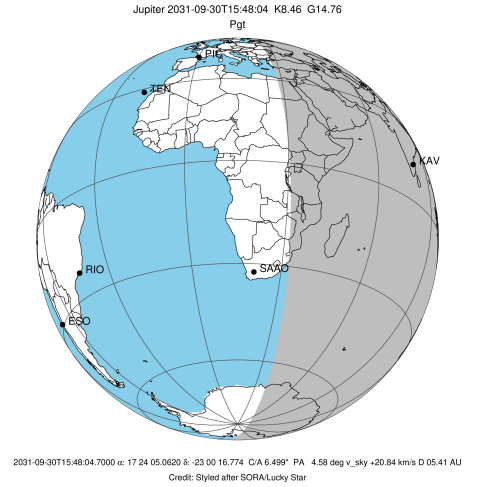 Jupiter 2031-09-30T15:48:04 K8.46 G14.76
Pgt
PIC
TEN
KAV
SAAO
RIO
ESO
2031-09-30T15:48:04.7000 α: 17 24 05.0620 δ: -23 00 16.774 C/A 6.499" PA 4.58 deg v_sky +20.84 km/s D 05.41 AU
Credit: Styled after SORA/Lucky Star